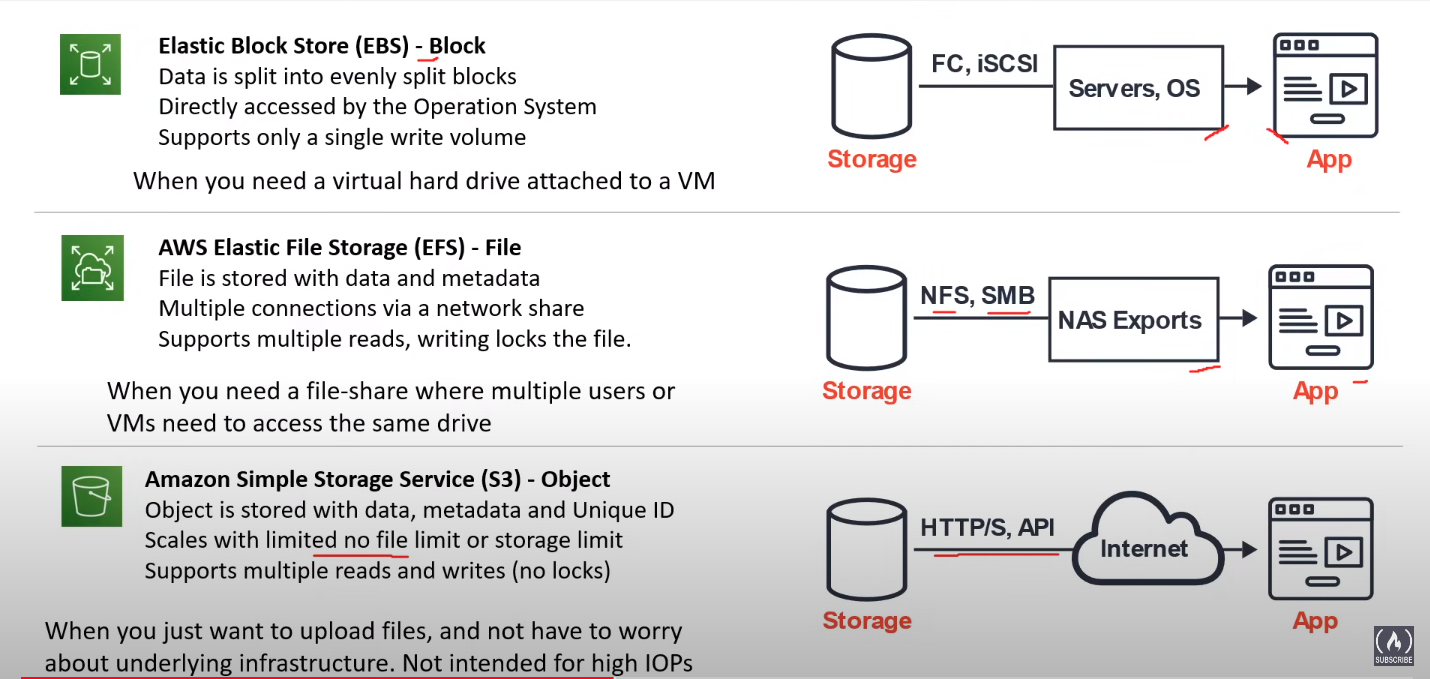 Elastic Block Store (EBS) - Block
Data is split into evenly split blocks
Directly accessed by the Operation System
Supports only a single write volume
When you need a virtual hard drive attached to a VM
FC, iSCSI
Servers, OS
Storage
App
AWS Elastic File Storage (EFS) - File
File is stored with data and metadata
Multiple connections via a network share
Supports multiple reads, writing locks the file.
When you need a file-share where multiple users or
VMs need to access the same drive
NFS, SMB
NAS Exports
Storage
App
Amazon Simple Storage Service (S3) - Object
Object is stored with data, metadata and Unique ID
Scales with limited no file limit or storage limit
Supports multiple reads and writes (no locks)
When you just want to upload files, and not have to worry
about underlying infrastructure. Not intended for high IOPs
HTTP/S, API
Internet
Storage
App
SUBSCRIBE